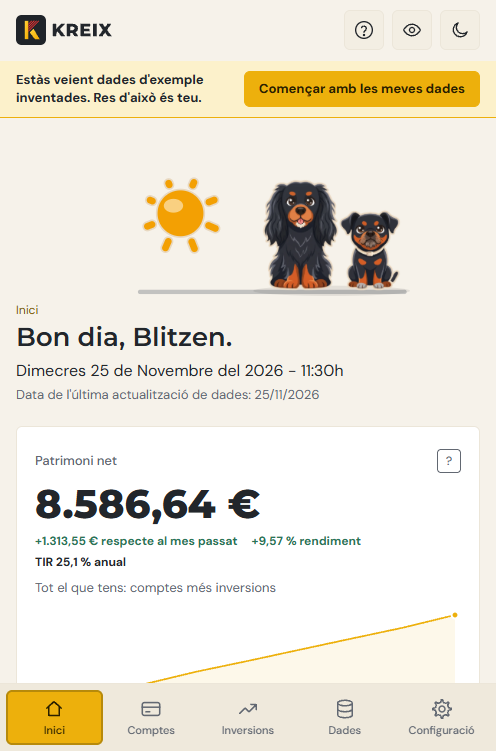 KREIX
Estàs veient dades d'exemple
inventades. Res d'això és teu.
Començar amb les meves dades
Inici
Bon dia, Blitzen.
Dimecres 25 de Novembre del 2026 - 11:30h
Data de l'última actualització de dades: 25/11/2026
Patrimoni net
?
8.586,64 €
+1.313,55 € respecte al mes passat +9,57 % rendiment
TIR 25,1 % anual
Tot el que tens: comptes més inversions
Inici Comptes Inversions Dades Configuració